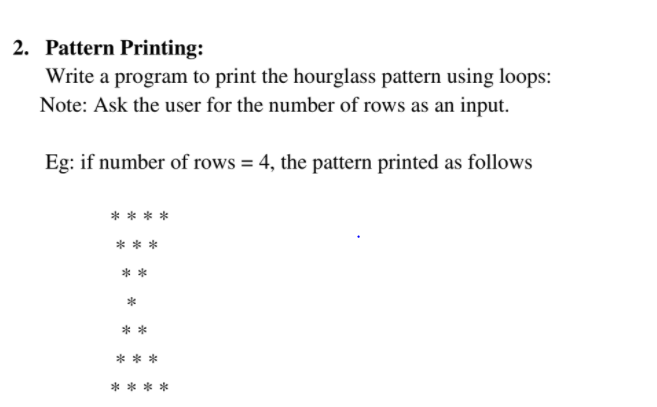 2. Pattern Printing:
Write a program to print the hourglass pattern using loops:
Note: Ask the user for the number of rows as an input.
Eg: if number of rows = 4, the pattern printed as follows
* * * *
* * *
* *
*
* *
* * *
* * * *